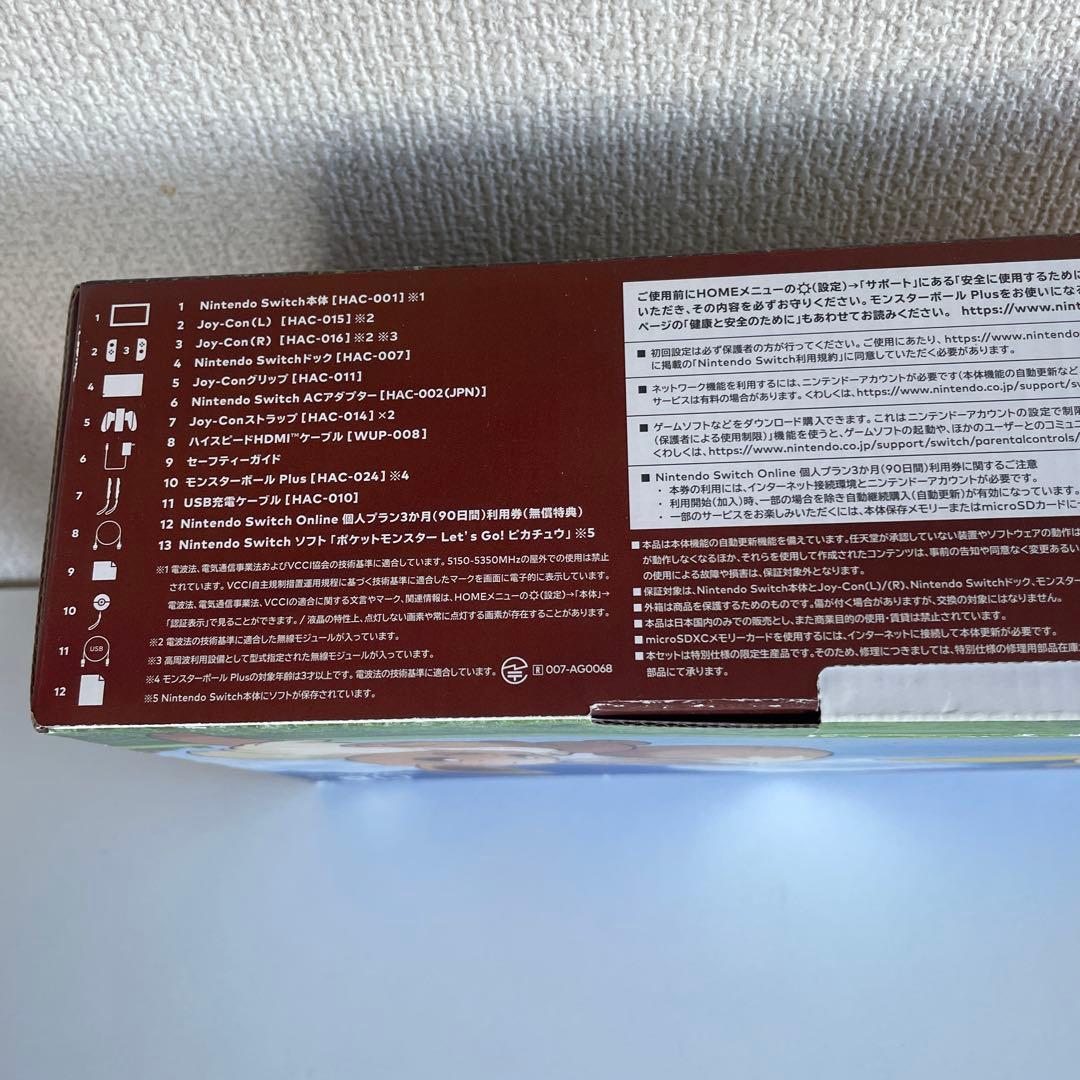 1 Nintendo Switch本体 [HAC-001] ※1
2 Joy-Con(L) [HAC-015] ※2
3 Joy-Con(R) [HAC-016] ※2 ※3
4 Nintendo Switchドック [HAC-007]
5 Joy-Conグリップ [HAC-011]
6 Nintendo Switch ACアダプター [HAC-002(JPN)]
7 Joy-Conストラップ [HAC-014] ×2
8 ハイスピードHDMI™ケーブル [WUP-008]
9 セーフティーガイド
10 モンスターボール Plus [HAC-024] ※4
11 USB充電ケーブル [HAC-010]
12 Nintendo Switch Online 個人プラン3か月(90日間)利用券(無償特典)
13 Nintendo Switch ソフト「ポケットモンスター Let's Go! ピカチュウ」※5
1
2 3
4
5
6
7
8
9
10
11 USB
12
※1 電波法、電気通信事業法およびVCCI協会の技術基準に適合しています。5150-5350MHzの屋外での使用は禁止
されています。VCCI自主規制措置運用規程に基づく技術基準に適合したマークを画面に電子的に表示しています。
電波法、電気通信事業法、VCCIの適合に関する文言やマーク、関連情報は、HOMEメニューの(設定)→「本体」→
「認証表示」で見ることができます。/ 液晶の特性上、点灯しない画素や常に点灯する画素が存在することがあります。
※2 電波法の技術基準に適合した無線モジュールが入っています。
※3 高周波利用設備として型式指定された無線モジュールが入っています。
※4 モンスターボール Plusの対象年齢は3才以上です。電波法の技術基準に適合しています。 R 007-AG0068
※5 Nintendo Switch本体にソフトが保存されています。
ご使用前にHOMEメニューの(設定)→「サポート」にある「安全に使用するために
いただき、その内容を必ずお守りください。モンスターボール Plusをお使いにな
ページの「健康と安全のために」もあわせてお読みください。 https://www.nint
■ 初回設定は必ず保護者の方が行ってください。ご使用にあたり、https://www.nintendo
に掲載の「Nintendo Switch利用規約」に同意していただく必要があります。
■ ネットワーク機能を利用するには、ニンテンドーアカウントが必要です(本体機能の自動更新など
サービスは有料の場合があります。くわしくは、https://www.nintendo.co.jp/support/sw
■ ゲームソフトなどをダウンロード購入できます。これはニンテンドーアカウントの設定で制限
(保護者による使用制限)」機能を使うと、ゲームソフトの起動や、ほかのユーザーとのコミュニ
くわしくは、https://www.nintendo.co.jp/support/switch/parentalcontrols/
■ Nintendo Switch Online 個人プラン3か月(90日間)利用券に関するご注意
・ 本券の利用には、インターネット接続環境とニンテンドーアカウントが必要です。
・ 利用開始(加入)時、一部の場合を除き自動継続購入(自動更新)が有効になっています。
・ 一部のサービスをお楽しみいただくには、本体保存メモリーまたはmicroSDカードに
■ 本品は本体機能の自動更新機能を備えています。任天堂が承認していない装置やソフトウェアの動作は
が動作しなくなるほか、それらを使用して作成されたコンテンツは、事前の告知や同意なく変更あるい
の使用による故障や損害は、保証対象外となります。
■ 保証対象は、Nintendo Switch本体とJoy-Con(L)/(R)、Nintendo Switchドック、モンスタ
■ 外箱は商品を保護するためのものです。傷が付く場合がありますが、交換の対象にはなりません。
■ 本品は日本国内のみでの販売とし、また商業目的の使用・賃貸は禁止されています。
■ microSDXCメモリーカードを使用するには、インターネットに接続して本体更新が必要です。
■ 本セットは特別仕様の限定生産品です。そのため、修理につきましては、特別仕様の修理用部品在庫
部品にて承ります。